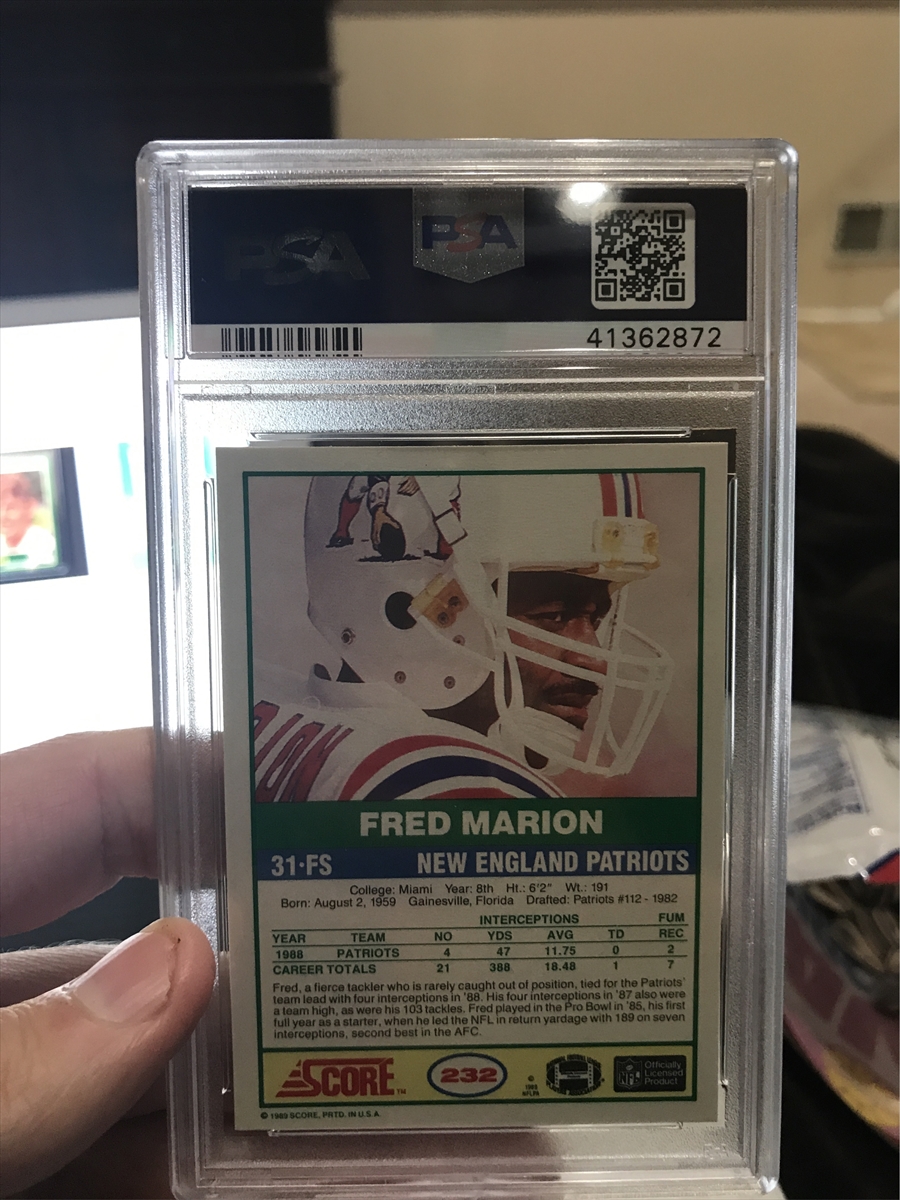 PSA
PSA
41362872
FRED MARION
31·FS NEW ENGLAND PATRIOTS
College: Miami Year: 8th Ht.: 6'2" Wt.: 191
Born: August 2, 1959 Gainesville, Florida Drafted: Patriots #112 - 1982
INTERCEPTIONS FUM
YEAR TEAM NO YDS AVG TD REC
1988 PATRIOTS 4 47 11.75 0 2
CAREER TOTALS 21 388 18.48 1 7
Fred, a fierce tackler who is rarely caught out of position, tied for the Patriots'
team lead with four interceptions in '88. His four interceptions in '87 also were
a team high, as were his 103 tackles. Fred played in the Pro Bowl in '85, his first
full year as a starter, when he led the NFL in return yardage with 189 on seven
interceptions, second best in the AFC.
SCORE™ 232
© 1989 NFLPA
NFL
Officially
Licensed
Product
© 1989 SCORE, PRTD. IN U.S.A.